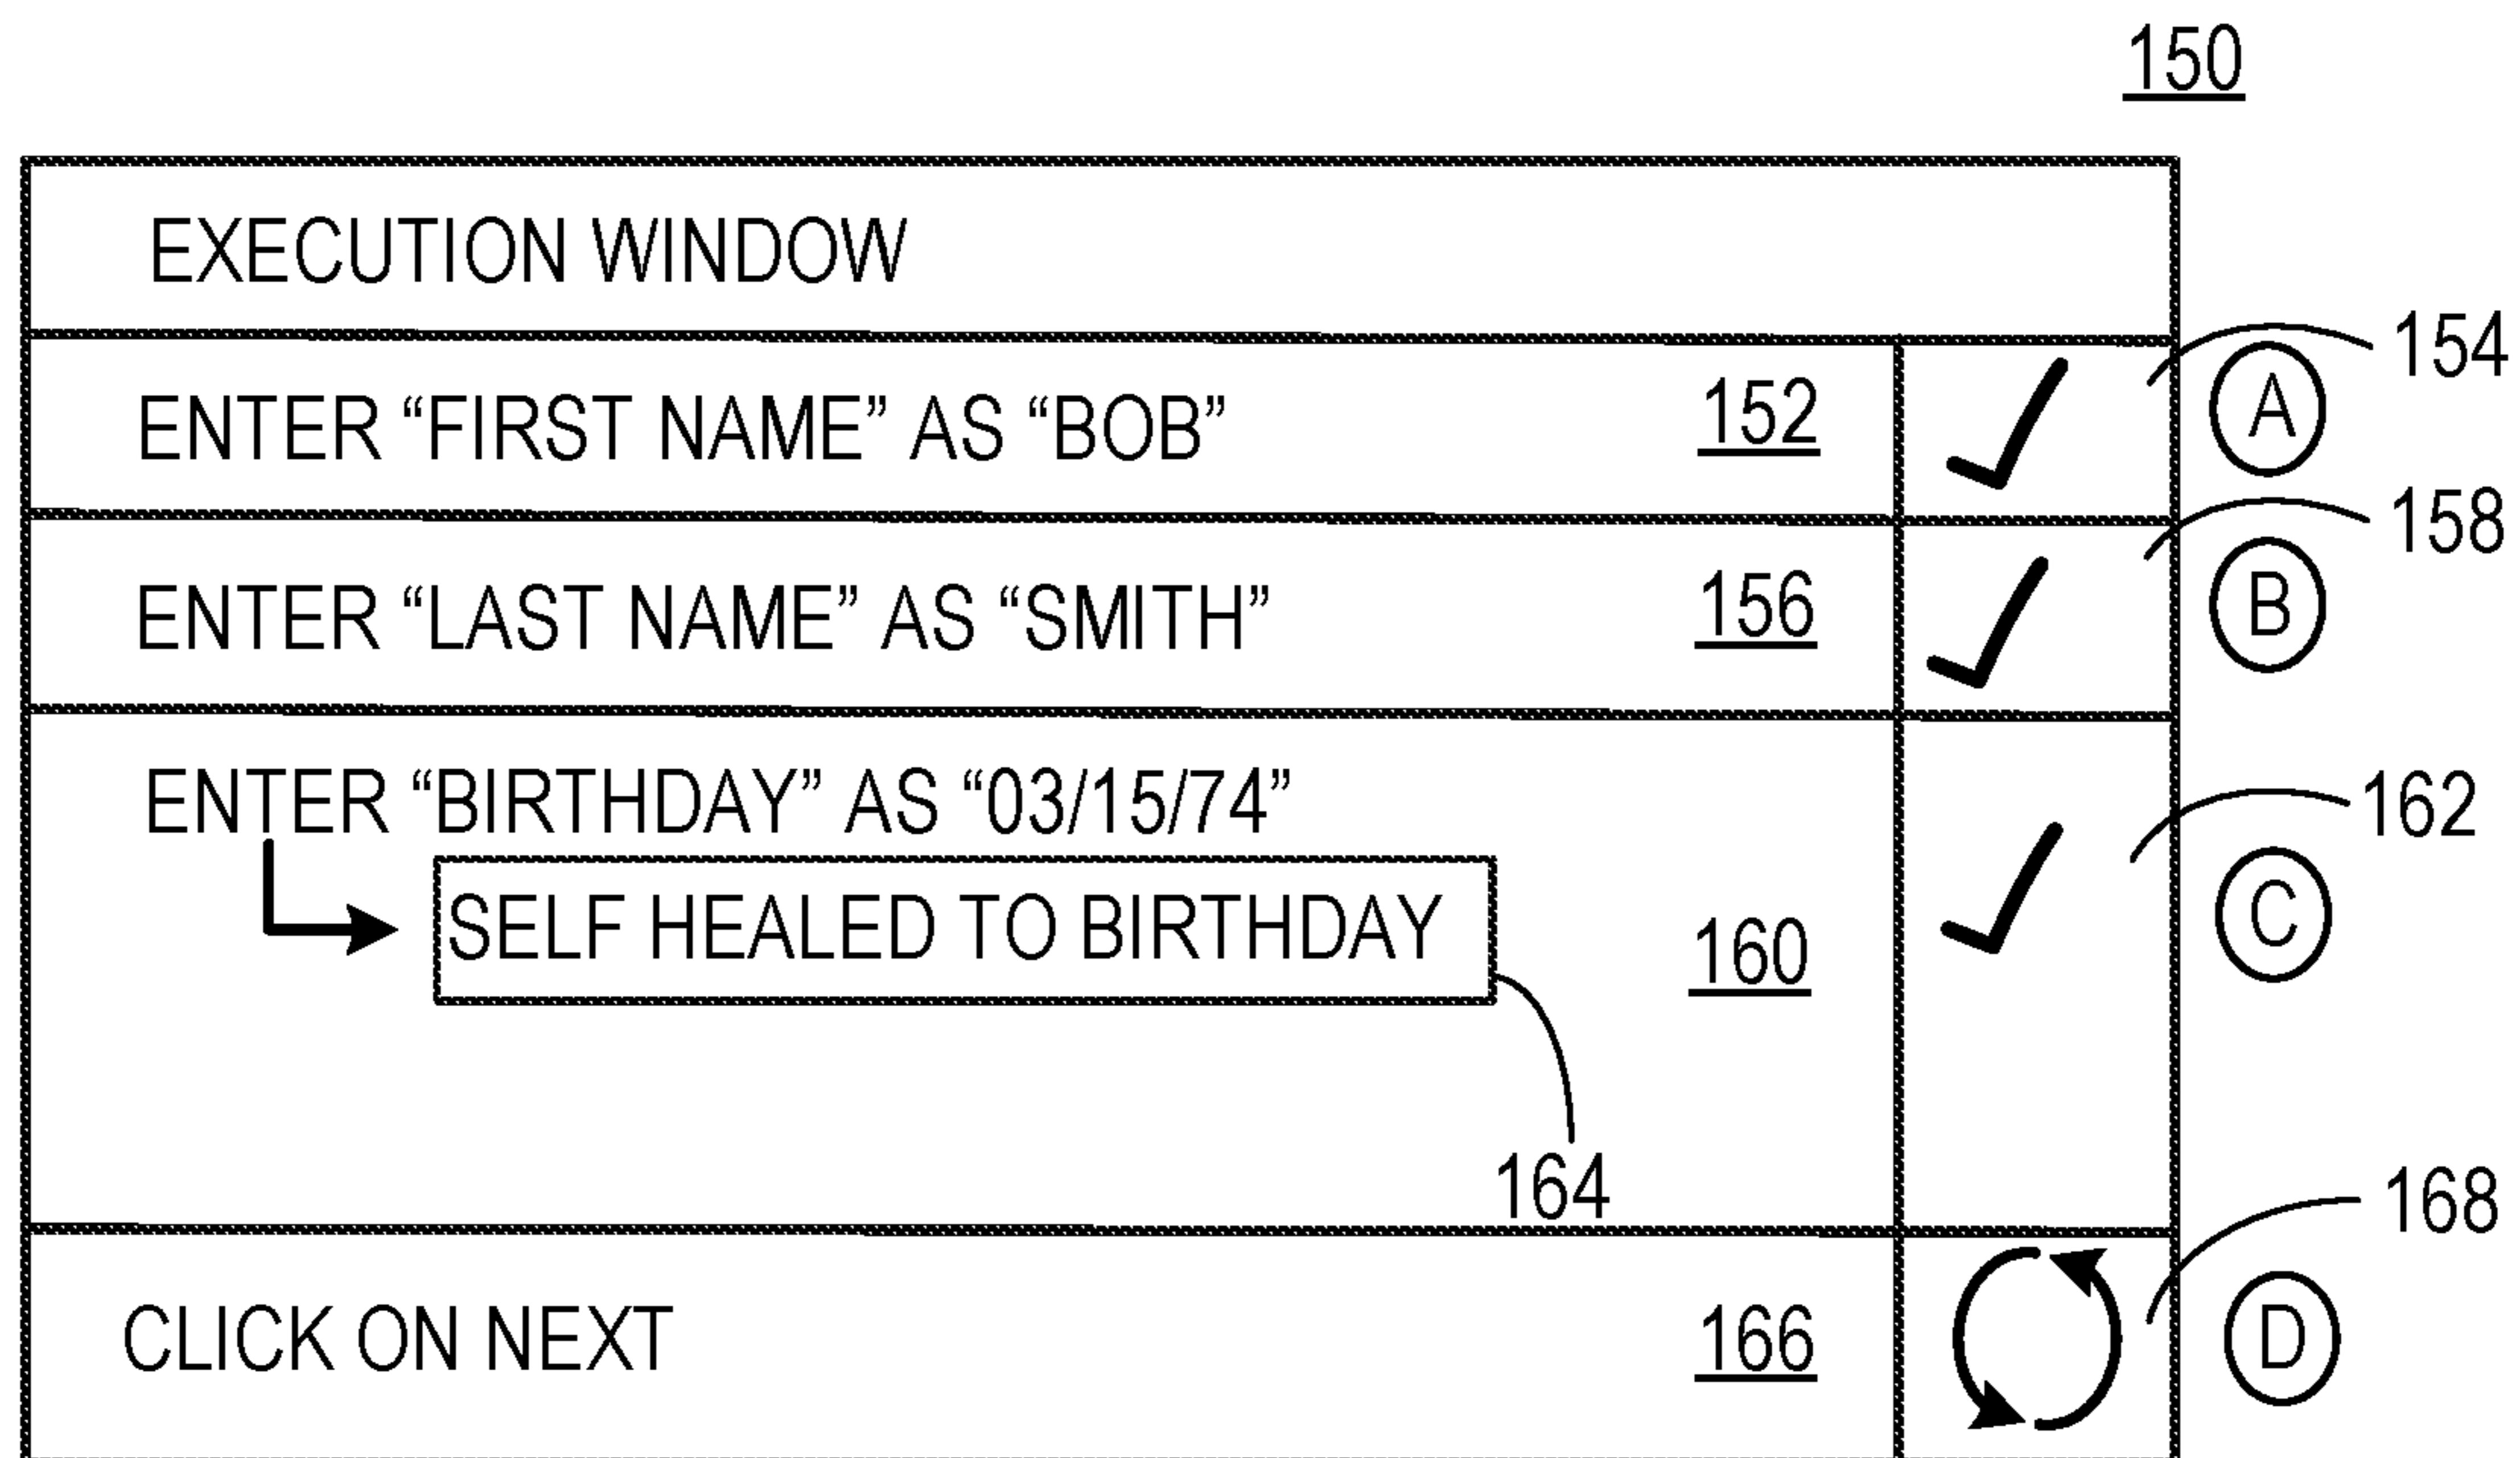 150
EXECUTION WINDOW
ENTER “FIRST NAME” AS “BOB” 152 154
A
ENTER “LAST NAME” AS “SMITH” 156 158
B
ENTER “BIRTHDAY” AS “03/15/74” 162
SELF HEALED TO BIRTHDAY 160 C
164
168
CLICK ON NEXT 166 D